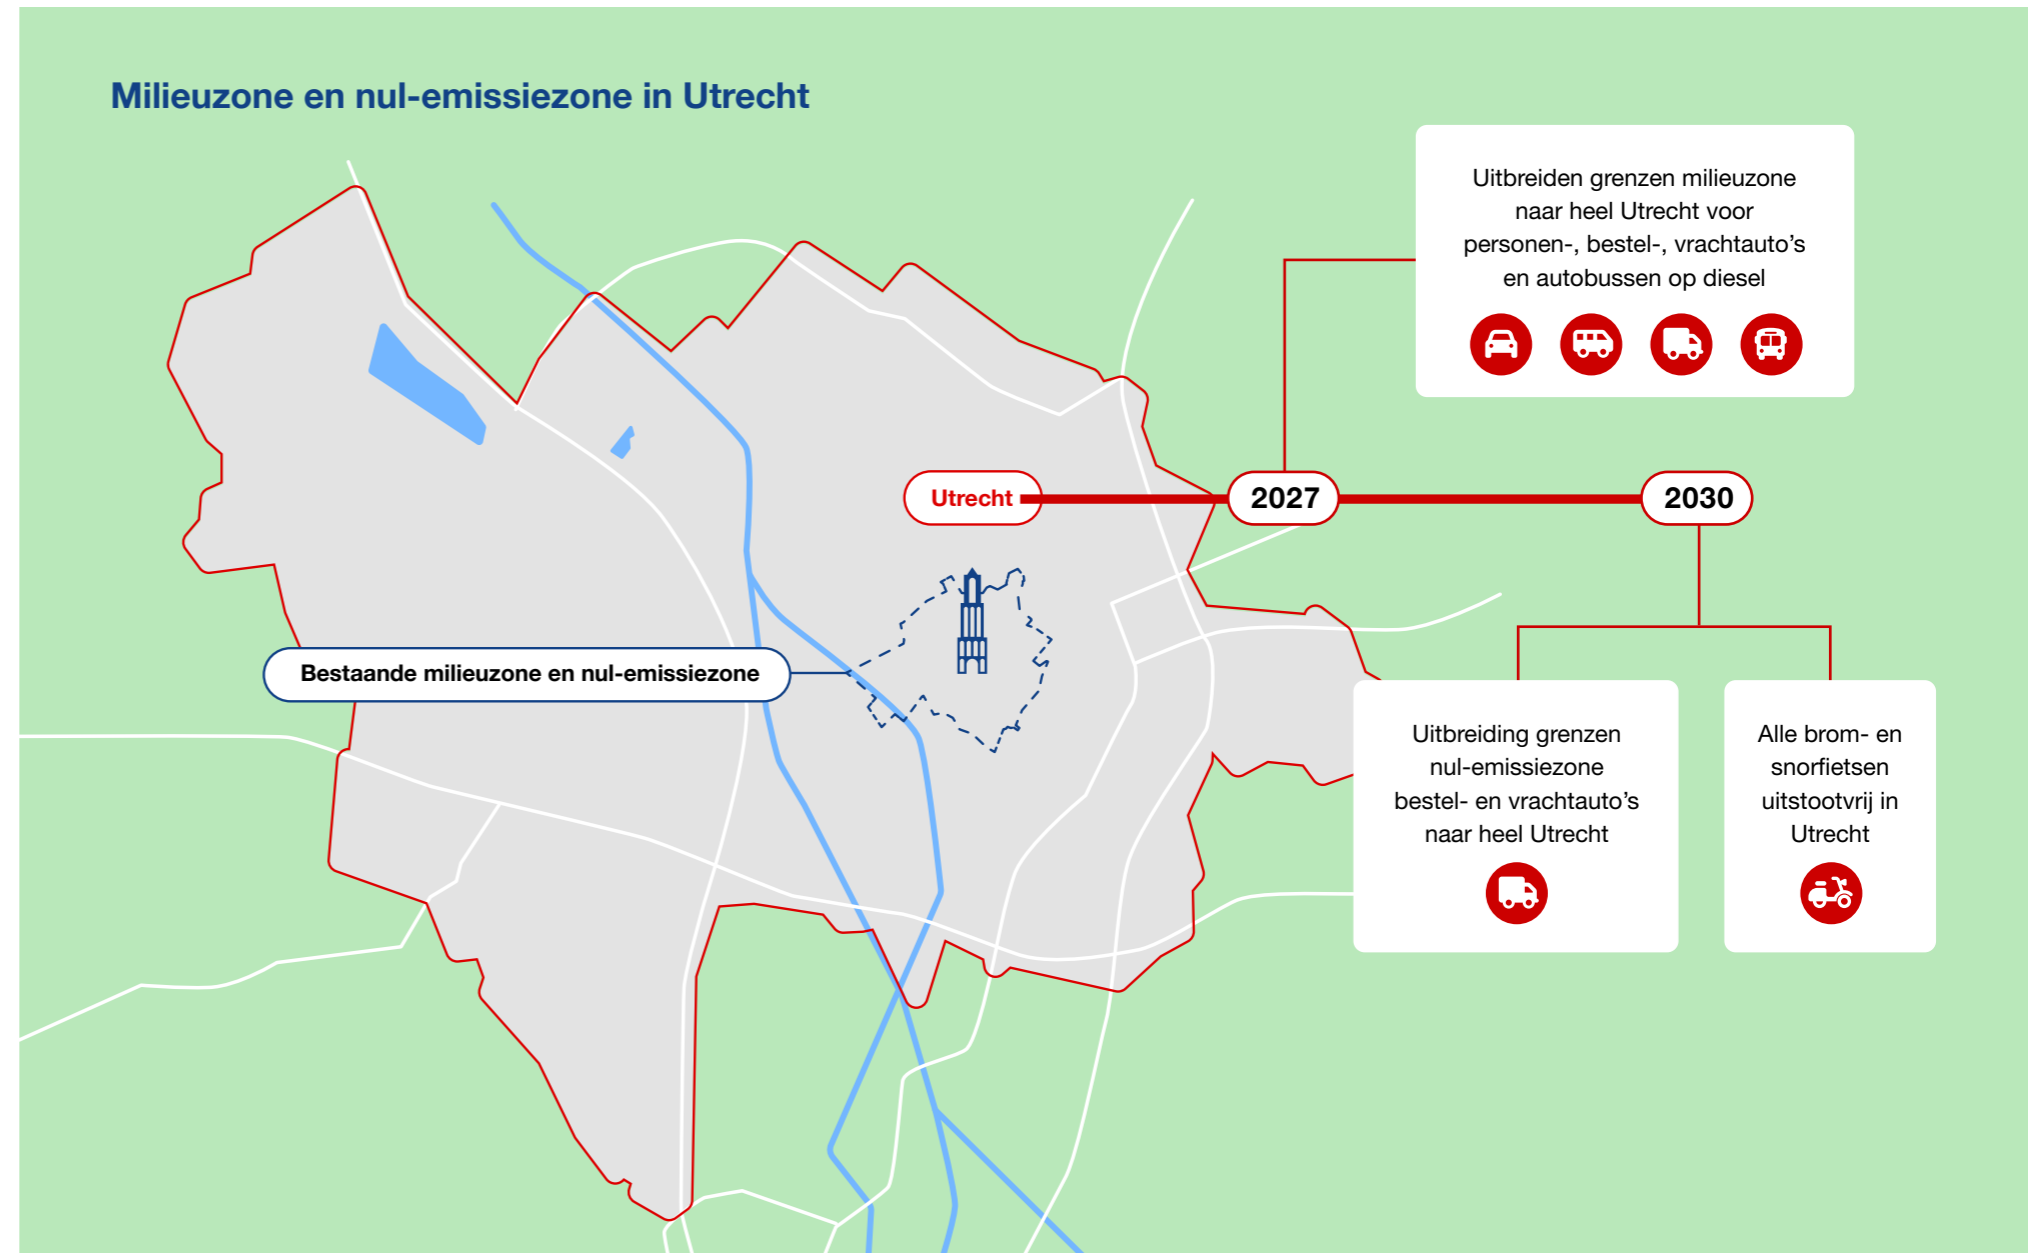 Milieuzone en nul-emissiezone in Utrecht
Uitbreiden grenzen milieuzone
naar heel Utrecht voor
personen-, bestel-, vrachtauto’s
en autobussen op diesel
Utrecht
2027
2030
Bestaande milieuzone en nul-emissiezone
Uitbreiding grenzen
nul-emissiezone
bestel- en vrachtauto’s
naar heel Utrecht
Alle brom- en
snorfietsen
uitstootvrij in
Utrecht